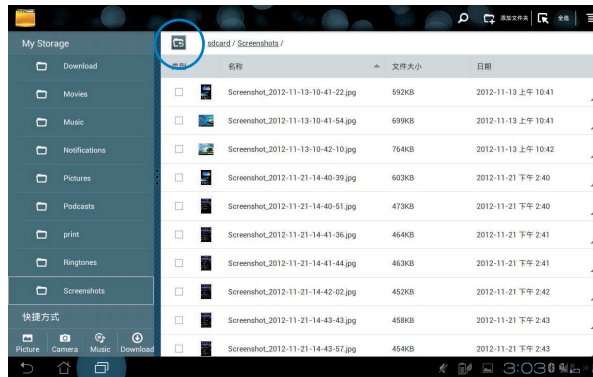 添加文件夹 全选
My Storage
sdcard / Screenshots /
类别 名称 文件大小 日期
Download
Movies
Music
Notifications
Pictures
Podcasts
print
Ringtones
Screenshots
Screenshot_2012-11-13-10-41-22.jpg 592KB 2012-11-13 上午 10:41
Screenshot_2012-11-13-10-41-54.jpg 699KB 2012-11-13 上午 10:41
Screenshot_2012-11-13-10-42-10.jpg 764KB 2012-11-13 上午 10:42
Screenshot_2012-11-21-14-40-39.jpg 603KB 2012-11-21 下午 2:40
Screenshot_2012-11-21-14-40-51.jpg 473KB 2012-11-21 下午 2:40
Screenshot_2012-11-21-14-41-36.jpg 464KB 2012-11-21 下午 2:41
Screenshot_2012-11-21-14-41-44.jpg 463KB 2012-11-21 下午 2:41
Screenshot_2012-11-21-14-42-02.jpg 452KB 2012-11-21 下午 2:42
Screenshot_2012-11-21-14-43-43.jpg 458KB 2012-11-21 下午 2:43
Screenshot_2012-11-21-14-43-57.jpg 454KB 2012-11-21 下午 2:43
快捷方式
Picture Camera Music Download
3:03